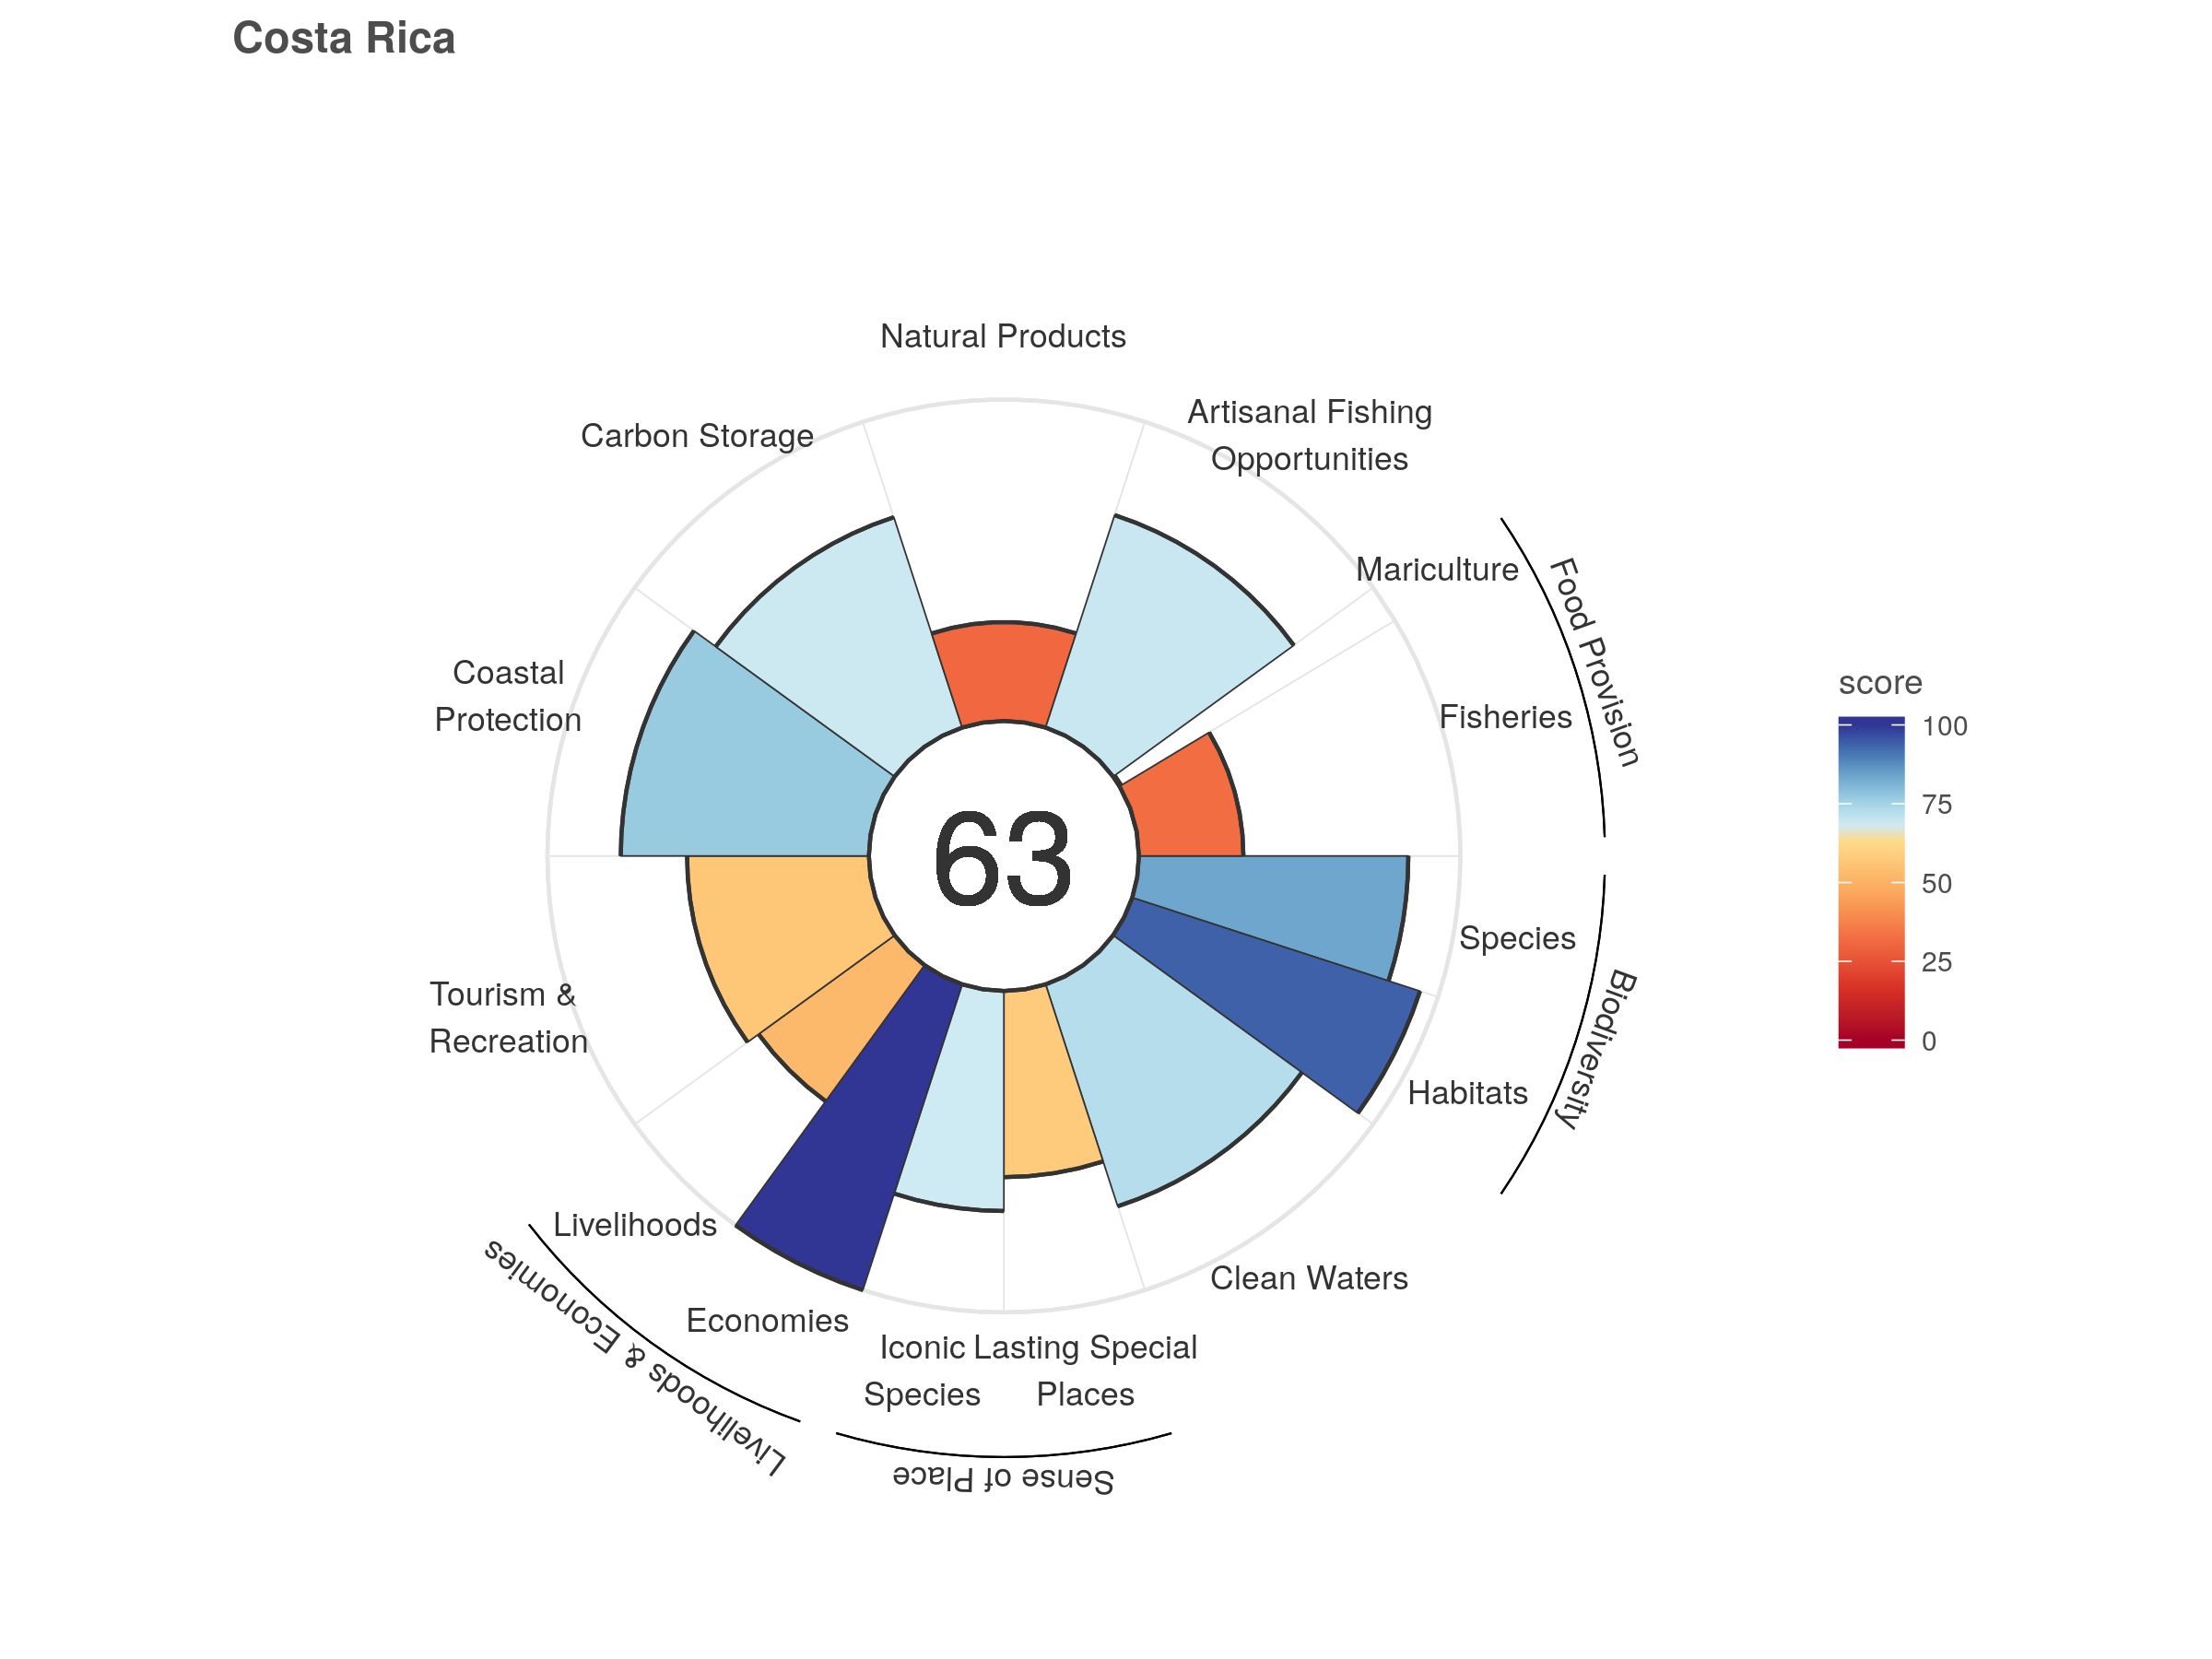 Costa Rica
Natural Products
Artisanal Fishing
Opportunities
Carbon Storage
Mariculture
Food Provision
Coastal
Protection
Fisheries
score
100
75
50
25
0
63
Species
Biodiversity
Tourism &
Recreation
Habitats
Livelihoods
Clean Waters
Economies
Livelihoods & Economies
Iconic
Species
Lasting Special
Places
Sense of Place